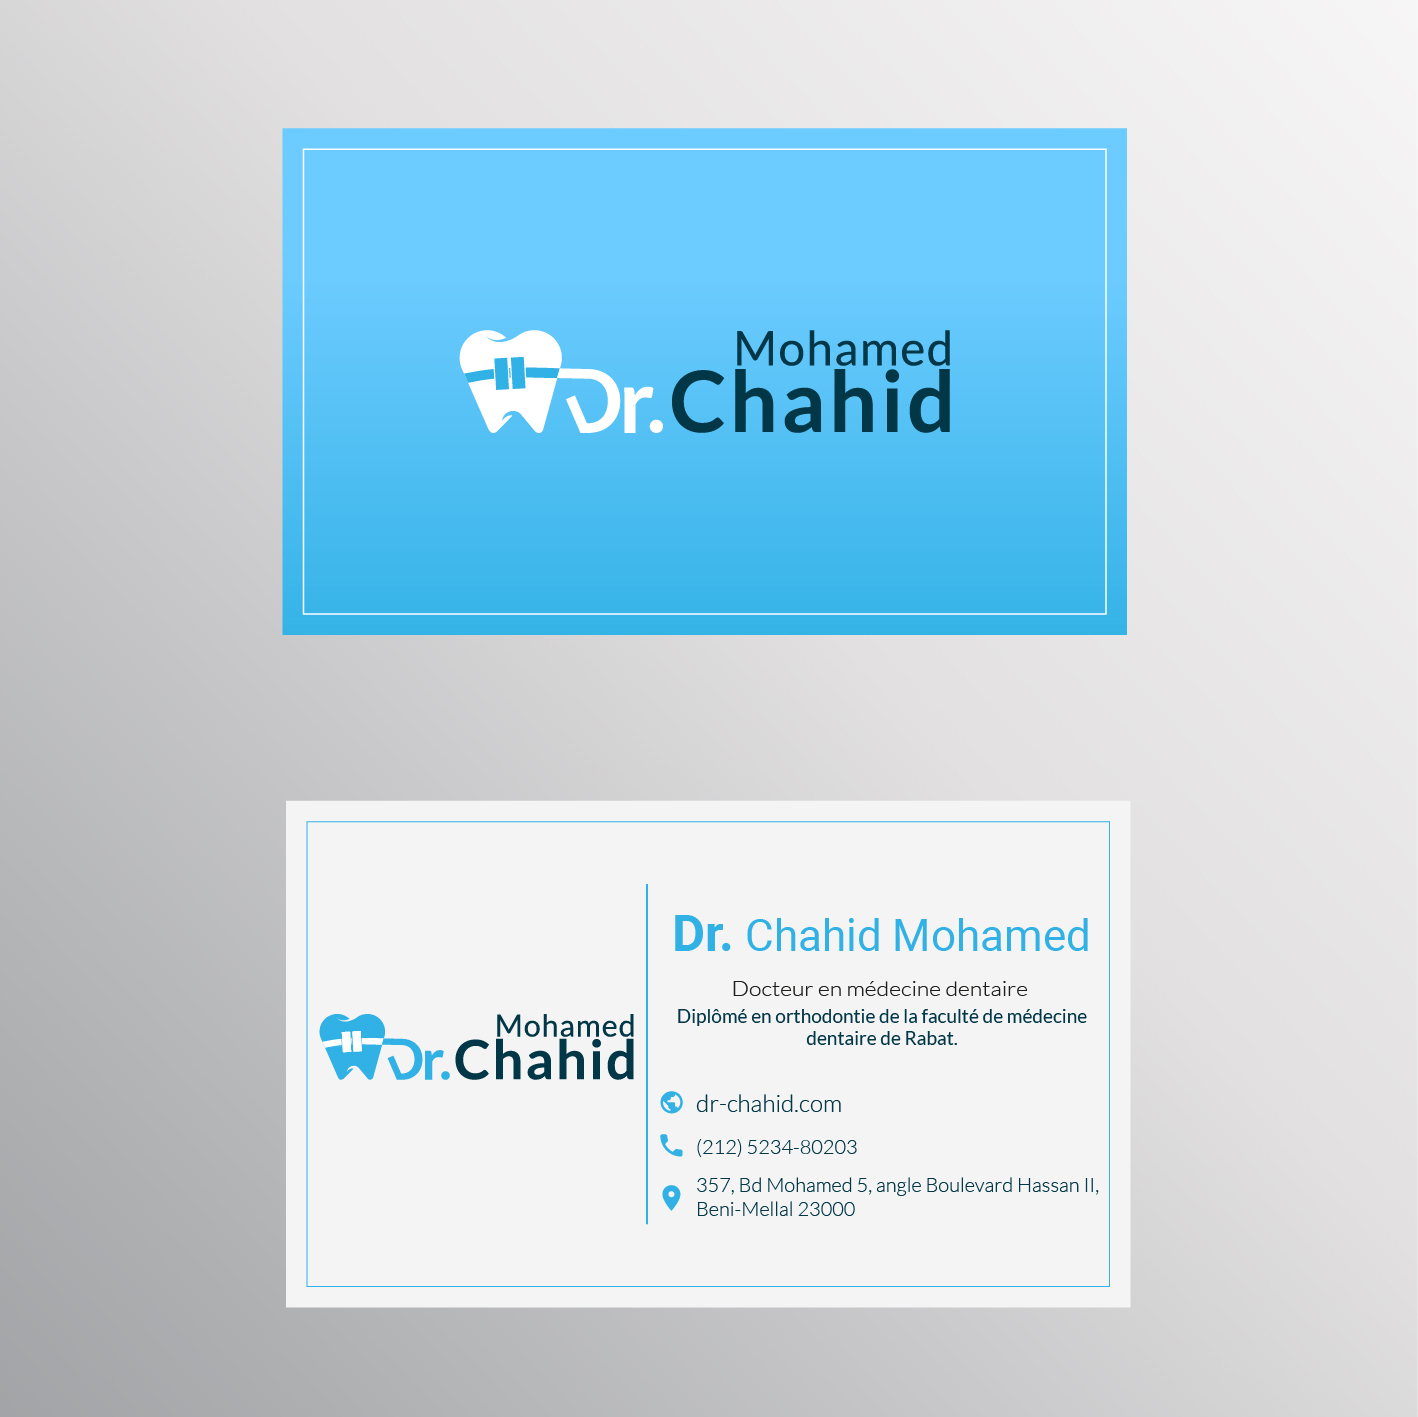 Mohamed
Dr. Chahid
Mohamed
Dr. Chahid
Dr. Chahid Mohamed
Docteur en médecine dentaire
Diplômé en orthodontie de la faculté de médecine
dentaire de Rabat.
dr-chahid.com
(212) 5234-80203
357, Bd Mohamed 5, angle Boulevard Hassan II,
Beni-Mellal 23000